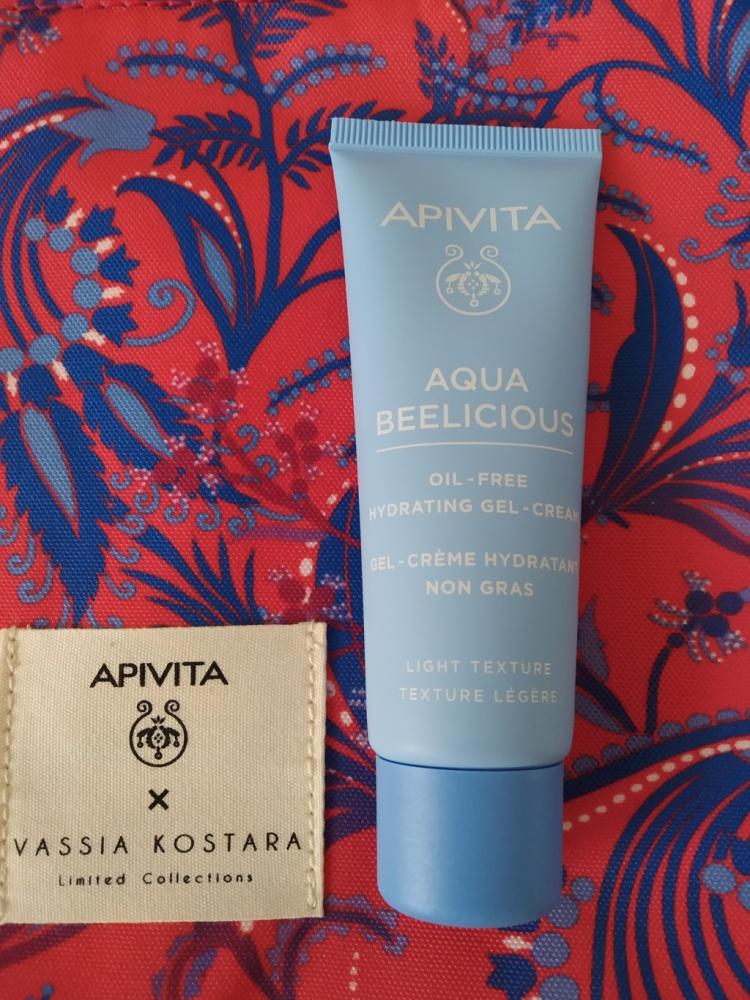 APIVITA
AQUA
BEELICIOUS
OIL-FREE
HYDRATING GEL-CREAM
GEL-CRÈME HYDRATANT
NON GRAS
LIGHT TEXTURE
TEXTURE LÉGÈRE
APIVITA
×
VASSIA KOSTARA
Limited Collections